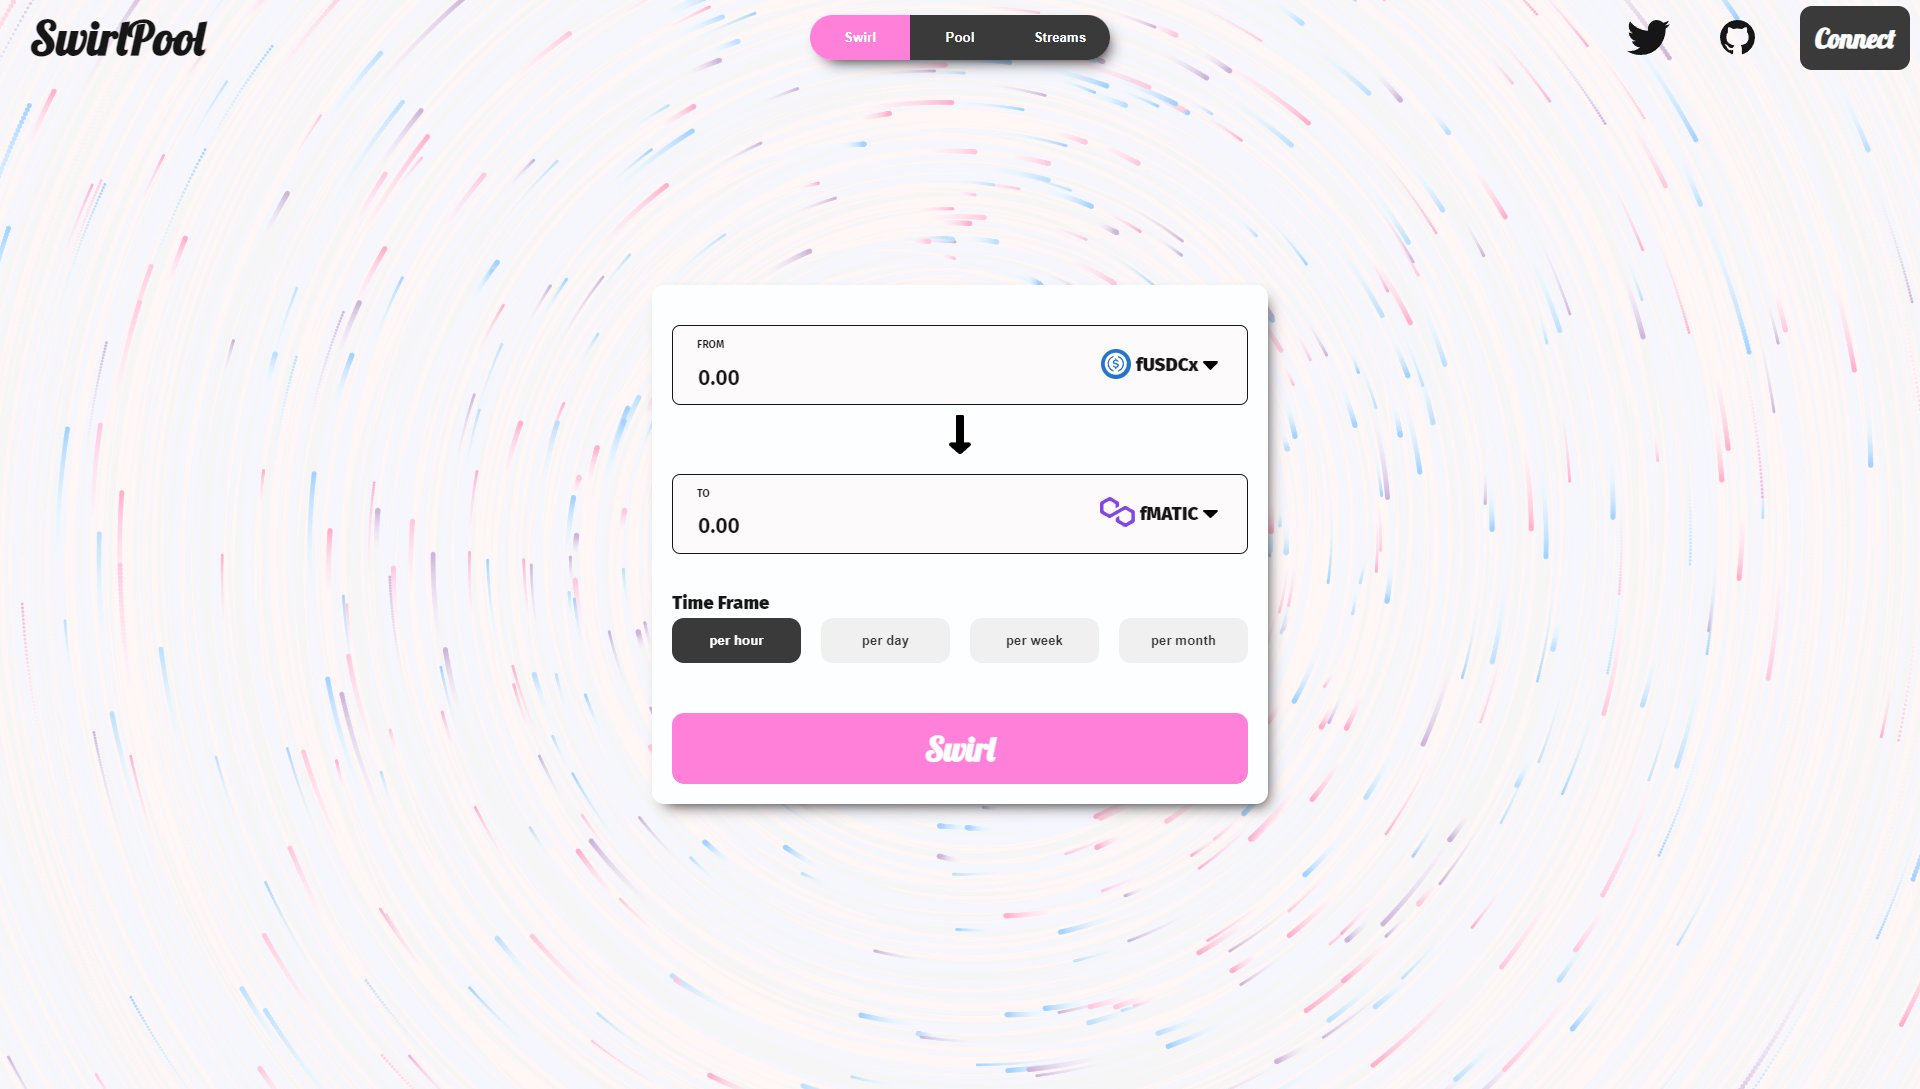 SwirlPool
Swirl Pool Streams
Connect
FROM
0.00
fUSDCx
TO
0.00
fMATIC
Time Frame
per hour per day per week per month
Swirl